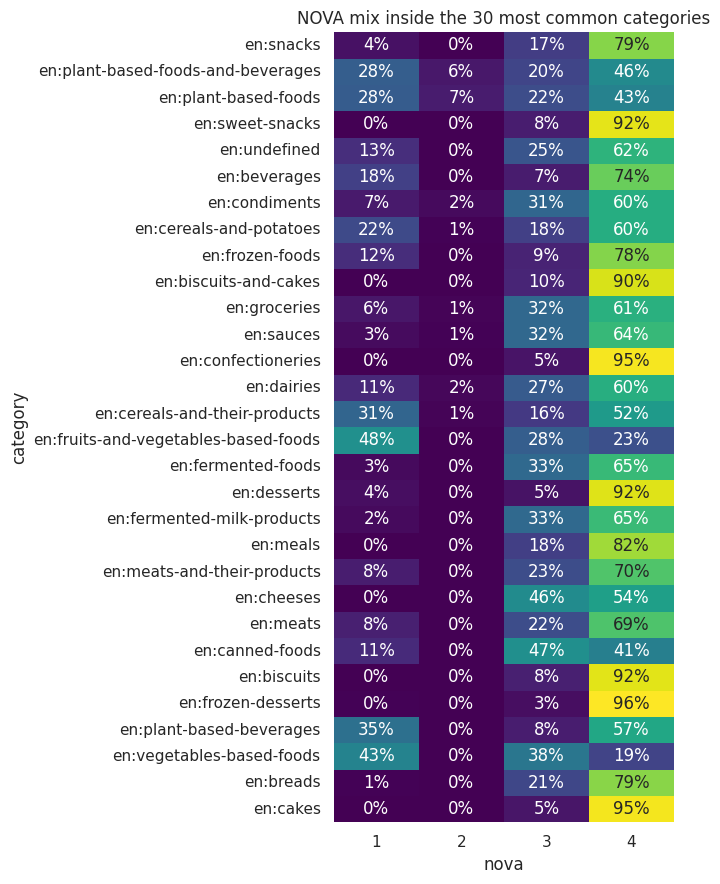 NOVA mix inside the 30 most common categories
en:snacks 4% 0% 17% 79%
en:plant-based-foods-and-beverages 28% 6% 20% 46%
en:plant-based-foods 28% 7% 22% 43%
en:sweet-snacks 0% 0% 8% 92%
en:undefined 13% 0% 25% 62%
en:beverages 18% 0% 7% 74%
en:condiments 7% 2% 31% 60%
en:cereals-and-potatoes 22% 1% 18% 60%
en:frozen-foods 12% 0% 9% 78%
en:biscuits-and-cakes 0% 0% 10% 90%
en:groceries 6% 1% 32% 61%
en:sauces 3% 1% 32% 64%
en:confectioneries 0% 0% 5% 95%
en:dairies 11% 2% 27% 60%
en:cereals-and-their-products 31% 1% 16% 52%
en:fruits-and-vegetables-based-foods 48% 0% 28% 23%
en:fermented-foods 3% 0% 33% 65%
en:desserts 4% 0% 5% 92%
en:fermented-milk-products 2% 0% 33% 65%
en:meals 0% 0% 18% 82%
en:meats-and-their-products 8% 0% 23% 70%
en:cheeses 0% 0% 46% 54%
en:meats 8% 0% 22% 69%
en:canned-foods 11% 0% 47% 41%
en:biscuits 0% 0% 8% 92%
en:frozen-desserts 0% 0% 3% 96%
en:plant-based-beverages 35% 0% 8% 57%
en:vegetables-based-foods 43% 0% 38% 19%
en:breads 1% 0% 21% 79%
en:cakes 0% 0% 5% 95%
1 2 3 4
nova
category